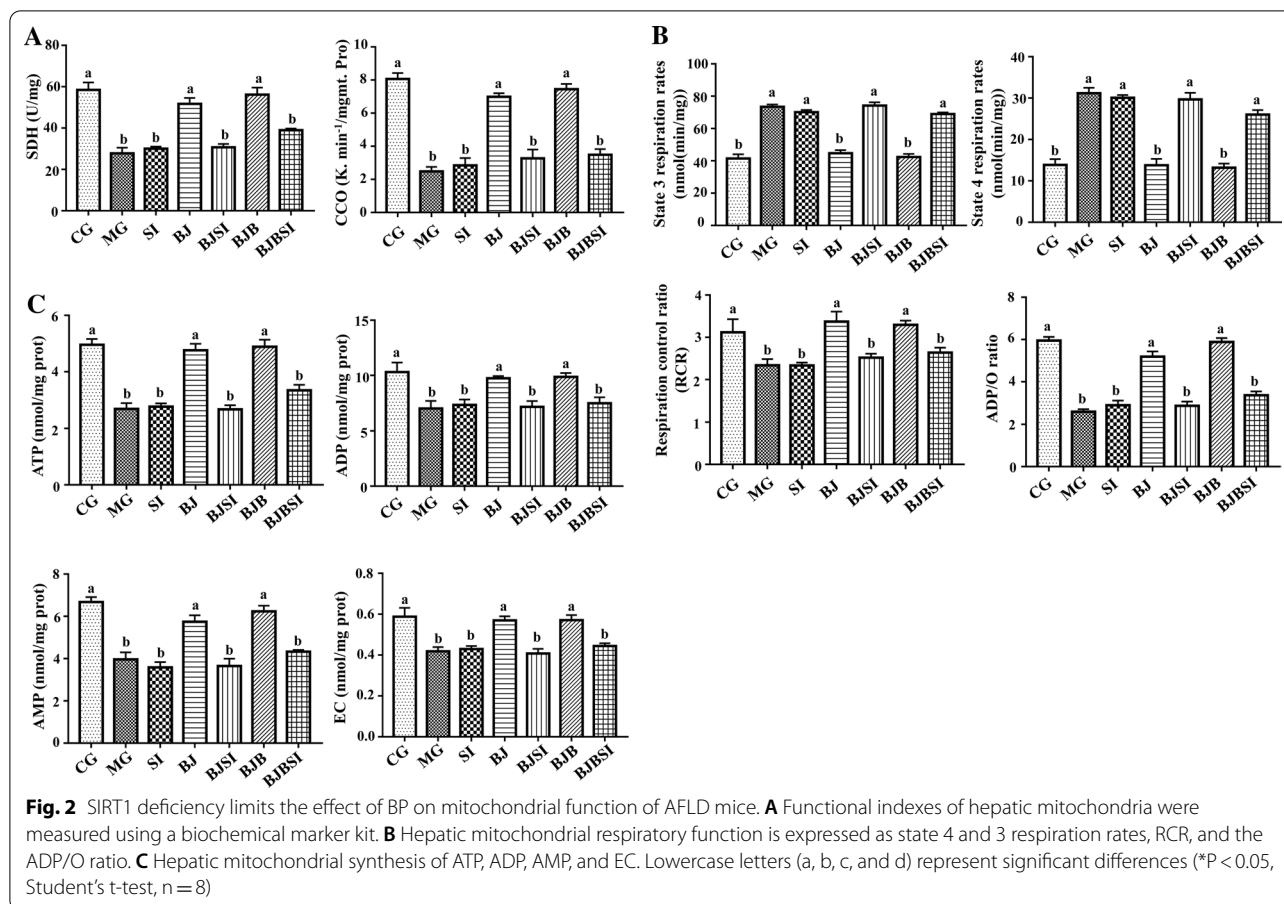 A
SDH (U/mg)
80
60
40
20
0
a
b
b
a
b
a
b
CG
MG
SI
BJ
BJSI
BJB
BJBSI
CCO (K. min⁻¹/mgmt. Pro)
10
8
6
4
2
0
a
b
b
a
b
a
b
CG
MG
SI
BJ
BJSI
BJB
BJBSI
B
State 3 respiration rates
(nmol(min/mg))
100
80
60
40
20
0
b
a
a
b
a
b
a
CG
MG
SI
BJ
BJSI
BJB
BJBSI
State 4 respiration rates
(nmol(min/mg))
40
30
20
10
0
b
a
a
b
a
b
a
CG
MG
SI
BJ
BJSI
BJB
BJBSI
C
ATP (nmol/mg prot)
6
4
2
0
a
b
b
a
b
a
b
CG
MG
SI
BJ
BJSI
BJB
BJBSI
ADP (nmol/mg prot)
15
10
5
0
a
b
b
a
b
a
b
CG
MG
SI
BJ
BJSI
BJB
BJBSI
Respiration control ratio
(RCR)
4
3
2
1
0
a
b
b
a
b
a
b
CG
MG
SI
BJ
BJSI
BJB
BJBSI
ADP/O ratio
8
6
4
2
0
a
b
b
a
b
a
b
CG
MG
SI
BJ
BJSI
BJB
BJBSI
AMP (nmol/mg prot)
8
6
4
2
0
a
b
b
a
b
a
b
CG
MG
SI
BJ
BJSI
BJB
BJBSI
EC (nmol/mg prot)
0.8
0.6
0.4
0.2
0.0
a
b
b
a
b
a
b
CG
MG
SI
BJ
BJSI
BJB
BJBSI
Fig. 2 SIRT1 deficiency limits the effect of BP on mitochondrial function of AFLD mice. A Functional indexes of hepatic mitochondria were
measured using a biochemical marker kit. B Hepatic mitochondrial respiratory function is expressed as state 4 and 3 respiration rates, RCR, and the
ADP/O ratio. C Hepatic mitochondrial synthesis of ATP, ADP, AMP, and EC. Lowercase letters (a, b, c, and d) represent significant differences (*P < 0.05,
Student's t-test, n = 8)